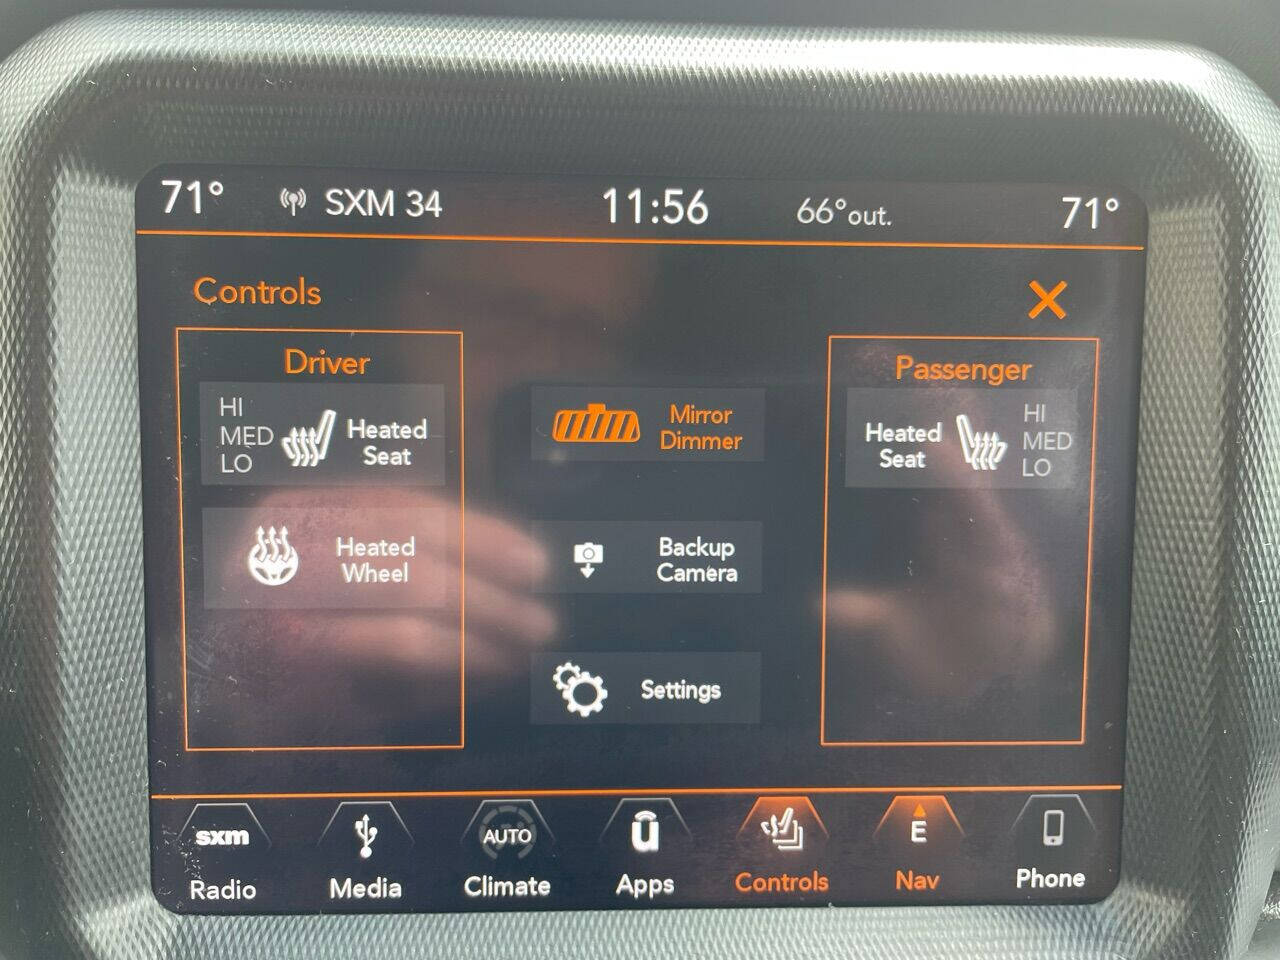 71° SXM 34 11:56 66°out. 71°
Controls
Driver
HI
MED
LO
Heated
Seat
Heated
Wheel
Mirror
Dimmer
Backup
Camera
Settings
Passenger
Heated
Seat
HI
MED
LO
sxm
Radio
Media
AUTO
Climate
u
Apps
Controls
E
Nav
Phone